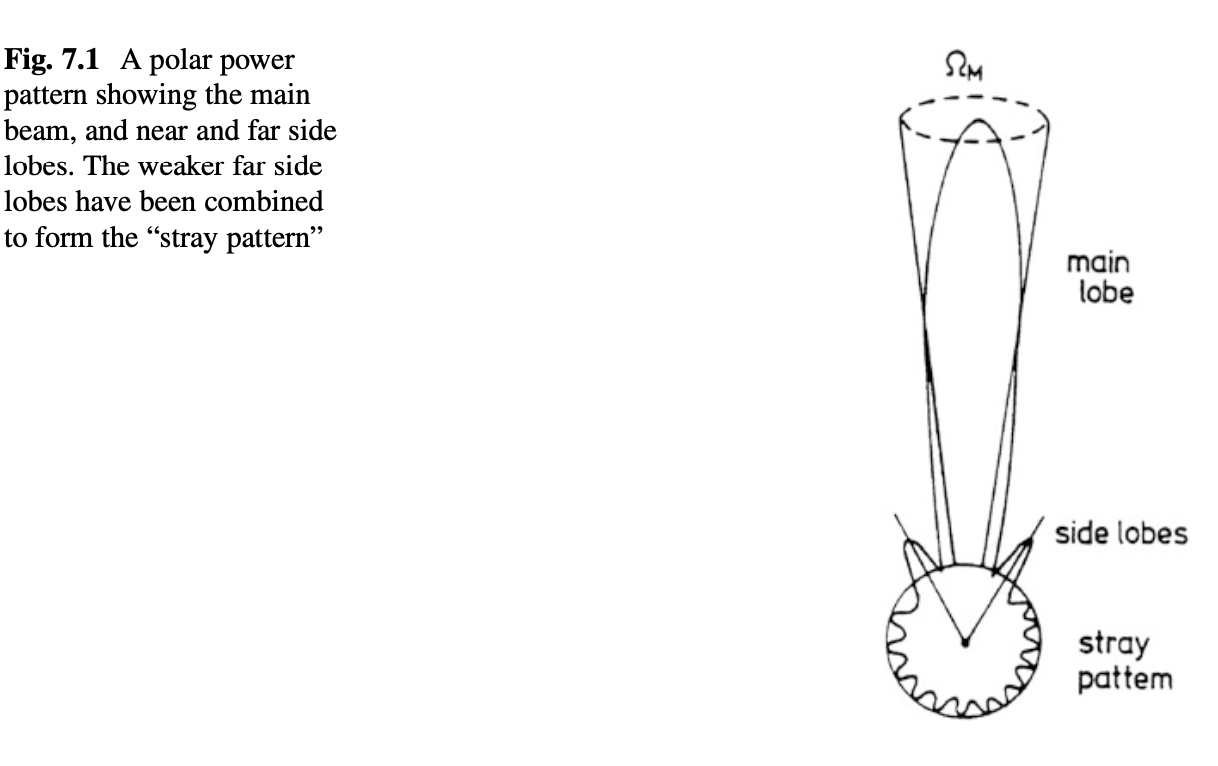 Fig. 7.1 A polar power
pattern showing the main
beam, and near and far side
lobes. The weaker far side
lobes have been combined
to form the “stray pattern”
ΩM
main
lobe
side lobes
stray
pattem